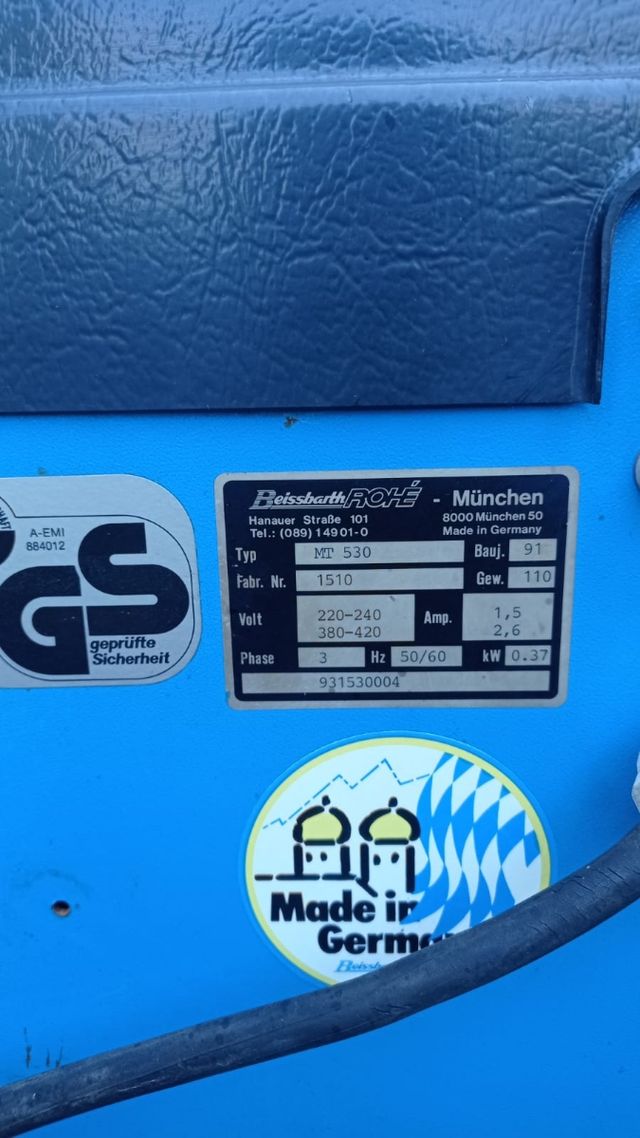 A-EMI
884012
GS
geprüfte
Sicherheit
Beissbarth ROHÉ - München
Hanauer Straße 101 8000 München 50
Tel.: (089) 149 01-0 Made in Germany
Typ MT 530 Bauj. 91
Fabr. Nr. 1510 Gew. 110
Volt 220-240 Amp. 1,5
380-420 2,6
Phase 3 Hz 50/60 kW 0.37
931530004
Made in
Germa